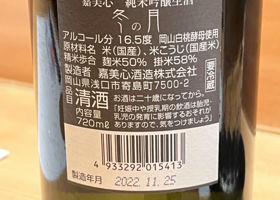 嘉美心 純米吟醸生酒
冬の月
アルコール分 16.5度 岡山白桃酵母使用
原材料名 米(国産)、米こうじ(国産米)
精米歩合 麹米50% 掛米58%
製造者 嘉美心酒造株式会社
岡山県浅口市寄島町7500-2
要冷蔵
品目 清酒
内容量 720ml
お酒は二十歳になってから。
「妊娠中や授乳期の飲酒は胎児・
乳児の発育に影響するおそれが
ありますので、気をつけましょう」
4 933292 015413
製造年月 2022.11.25